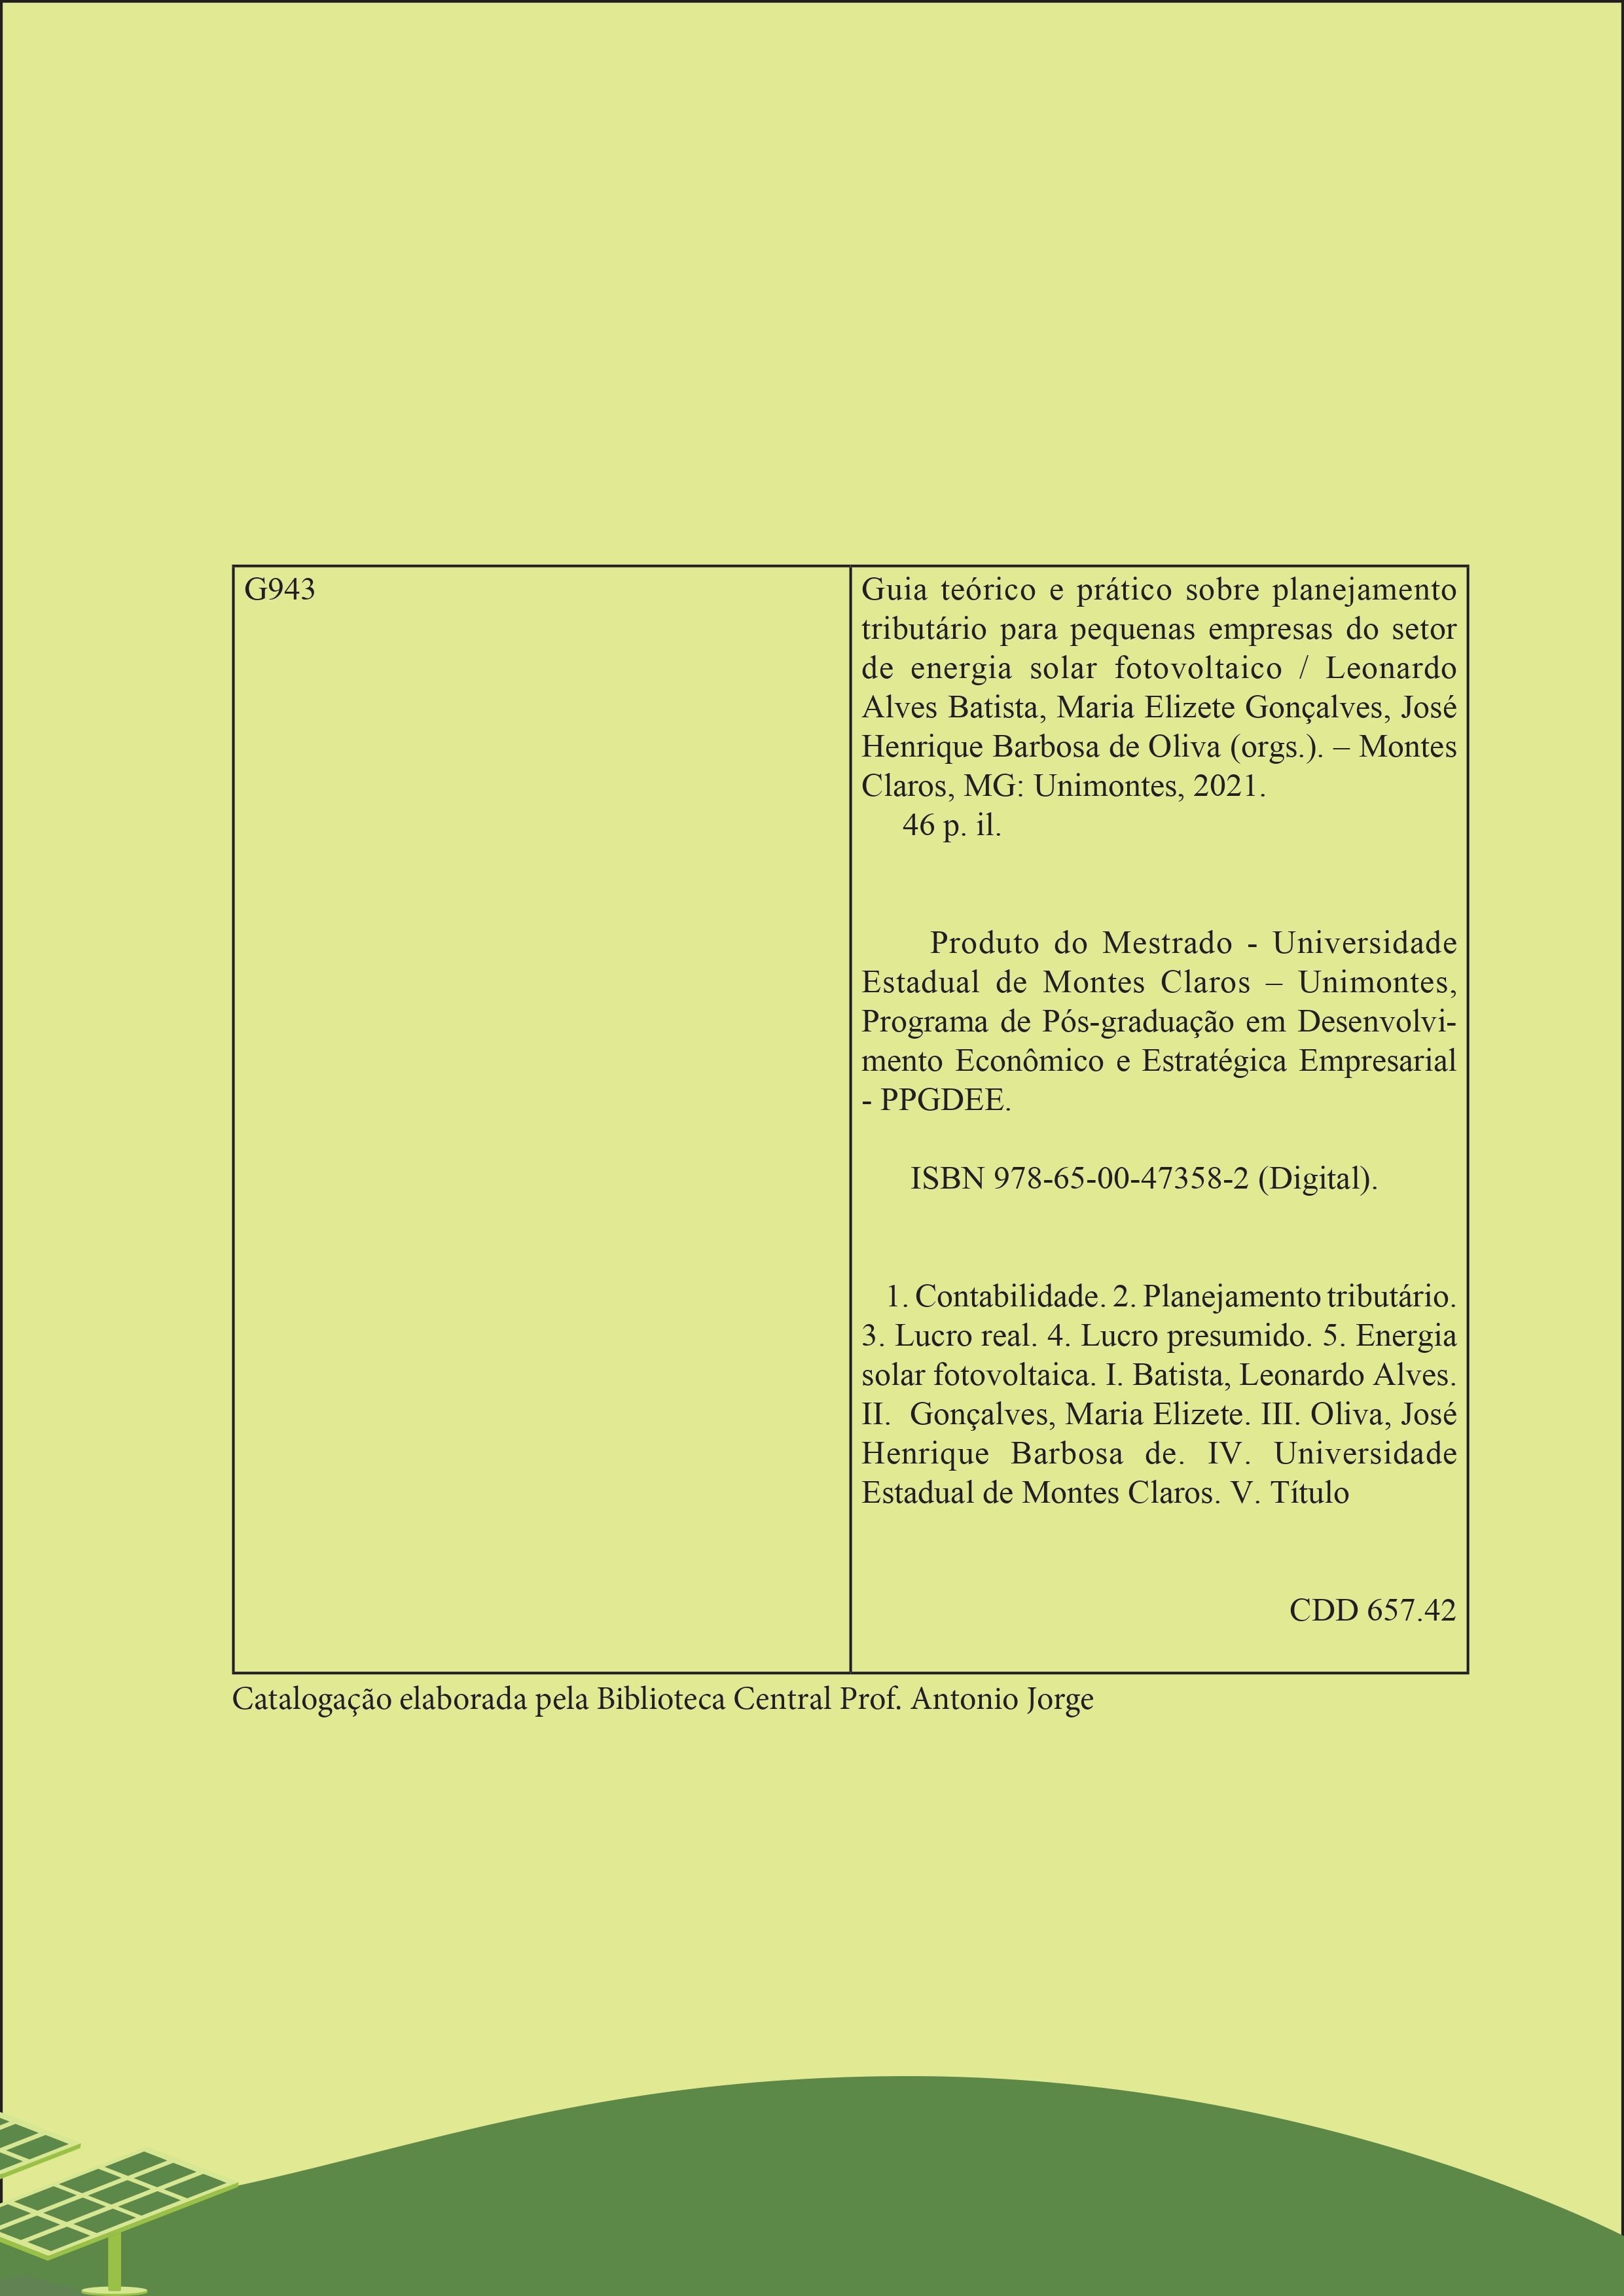 G943
Guia teórico e prático sobre planejamento
tributário para pequenas empresas do setor
de energia solar fotovoltaico / Leonardo
Alves Batista, Maria Elizete Gonçalves, José
Henrique Barbosa de Oliva (orgs.). – Montes
Claros, MG: Unimontes, 2021.
46 p. il.
Produto do Mestrado - Universidade
Estadual de Montes Claros – Unimontes,
Programa de Pós-graduação em Desenvolvi-
mento Econômico e Estratégica Empresarial
- PPGDEE.
ISBN 978-65-00-47358-2 (Digital).
1. Contabilidade. 2. Planejamento tributário.
3. Lucro real. 4. Lucro presumido. 5. Energia
solar fotovoltaica. I. Batista, Leonardo Alves.
II. Gonçalves, Maria Elizete. III. Oliva, José
Henrique Barbosa de. IV. Universidade
Estadual de Montes Claros. V. Título
CDD 657.42
Catalogação elaborada pela Biblioteca Central Prof. Antonio Jorge